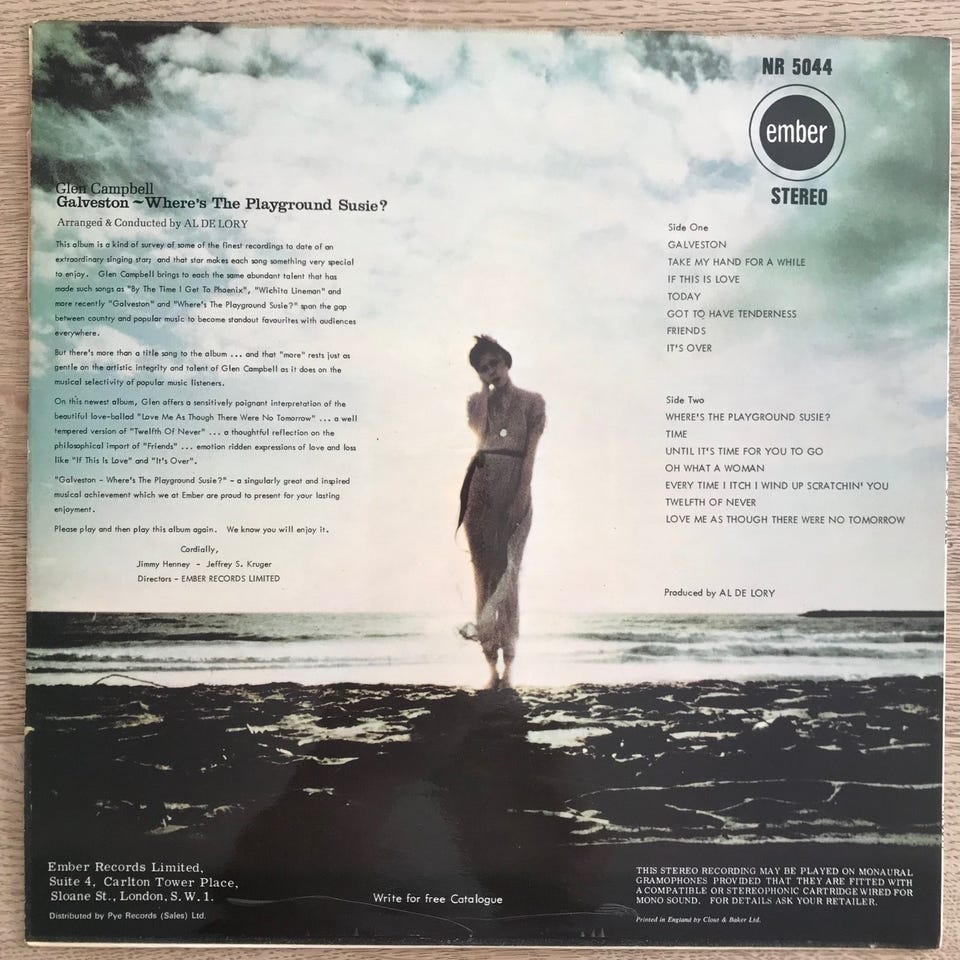 NR 5044
ember
STEREO
Glen Campbell
Galveston ~ Where's The Playground Susie?
Arranged & Conducted by AL DE LORY
This album is a kind of survey of some of the finest recordings to date of an
extraordinary singing star; and that star makes each song something very special
to enjoy. Glen Campbell brings to each the same abundant talent that has
made such songs as "By The Time I Get To Phoenix", "Wichita Lineman" and
more recently "Galveston" and "Where's The Playground Susie?" span the gap
between country and popular music to become standout favourites with audiences
everywhere.
But there's more than a title song to the album ... and that "more" rests just as
gentle on the artistic integrity and talent of Glen Campbell as it does on the
musical selectivity of popular music listeners.
On this newest album, Glen offers a sensitively poignant interpretation of the
beautiful love-ballad "Love Me As Though There Were No Tomorrow" ... a well
tempered version of "Twelfth Of Never" ... a thoughtful reflection on the
philosophical import of "Friends" ... emotion ridden expressions of love and loss
like "If This Is Love" and "It's Over".
"Galveston - Where's The Playground Susie?" - a singularly great and inspired
musical achievement which we at Ember are proud to present for your lasting
enjoyment.
Please play and then play this album again. We know you will enjoy it.
Cordially,
Jimmy Henney - Jeffrey S. Kruger
Directors - EMBER RECORDS LIMITED
Side One
GALVESTON
TAKE MY HAND FOR A WHILE
IF THIS IS LOVE
TODAY
GOT TO HAVE TENDERNESS
FRIENDS
IT'S OVER
Side Two
WHERE'S THE PLAYGROUND SUSIE?
TIME
UNTIL IT'S TIME FOR YOU TO GO
OH WHAT A WOMAN
EVERY TIME I ITCH I WIND UP SCRATCHIN' YOU
TWELFTH OF NEVER
LOVE ME AS THOUGH THERE WERE NO TOMORROW
Produced by AL DE LORY
Ember Records Limited,
Suite 4, Carlton Tower Place,
Sloane St., London, S.W.1.
Distributed by Pye Records (Sales) Ltd.
Write for free Catalogue
THIS STEREO RECORDING MAY BE PLAYED ON MONAURAL
GRAMOPHONES PROVIDED THAT THEY ARE FITTED WITH
A COMPATIBLE OR STEREOPHONIC CARTRIDGE WIRED FOR
MONO SOUND. FOR DETAILS ASK YOUR RETAILER.
Printed in England by Clout & Baker Ltd.